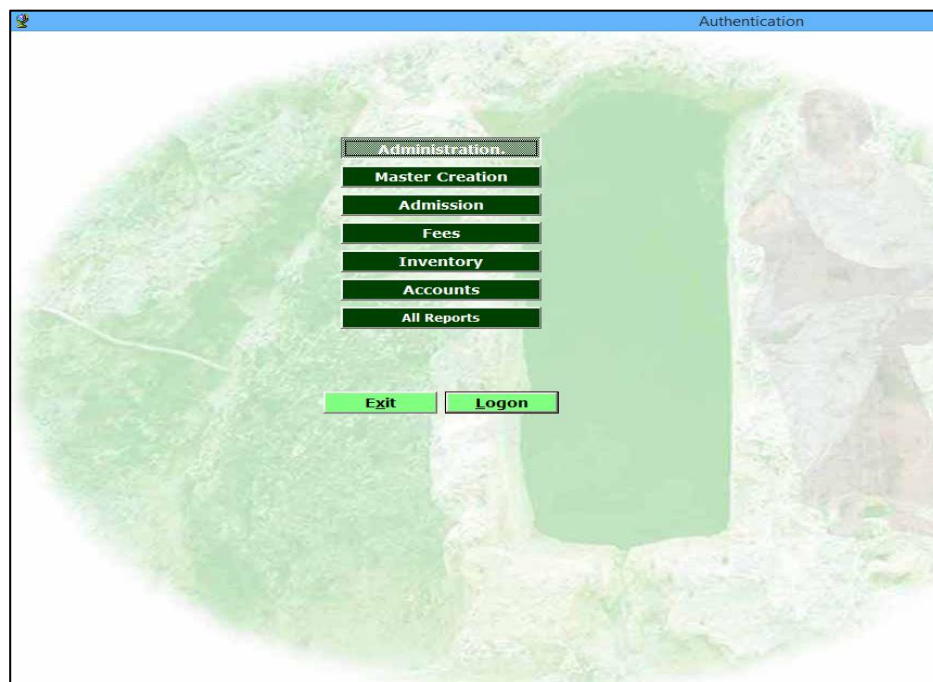 Authentication
Administration.
Master Creation
Admission
Fees
Inventory
Accounts
All Reports
Exit Logon